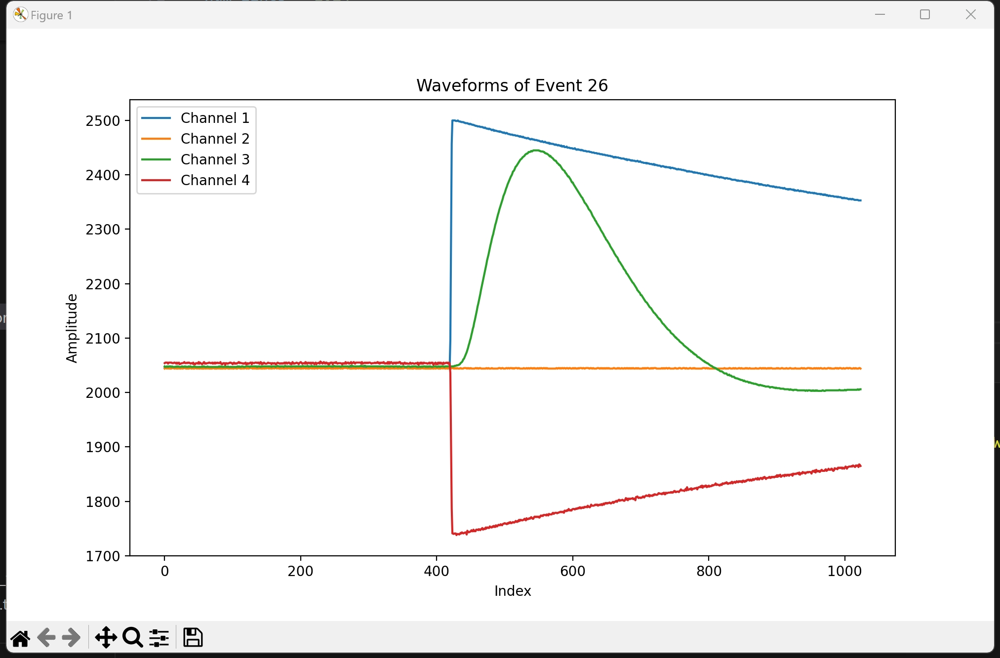 Figure 1
Waveforms of Event 26
Channel 1
Channel 2
Channel 3
Channel 4
2500
2400
2300
2200
2100
2000
1900
1800
1700
Amplitude
0 200 400 600 800 1000
Index